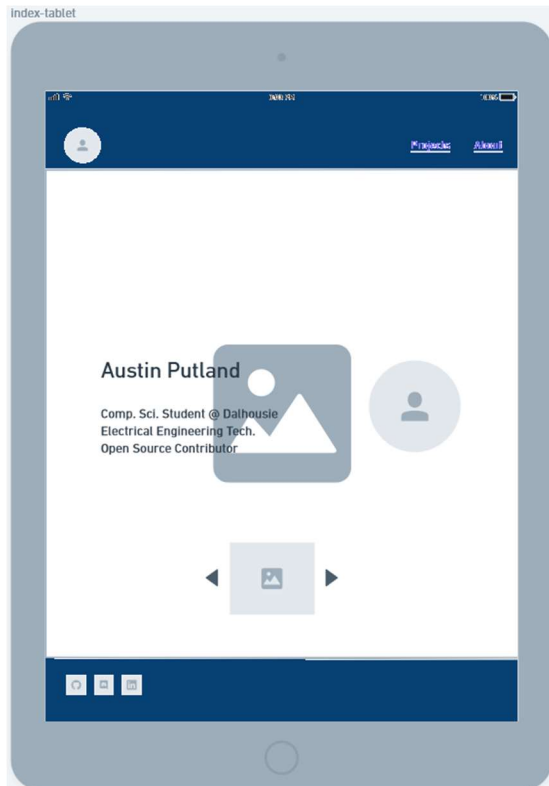 index-tablet
Projects
About
Austin Putland
Comp. Sci. Student @ Dalhousie
Electrical Engineering Tech.
Open Source Contributor